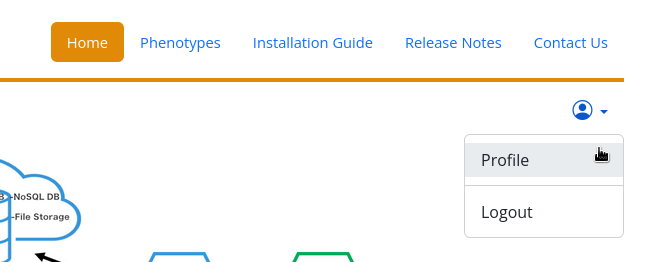 Home Phenotypes Installation Guide Release Notes Contact Us
Profile
-NoSQL DB
-File Storage
Logout